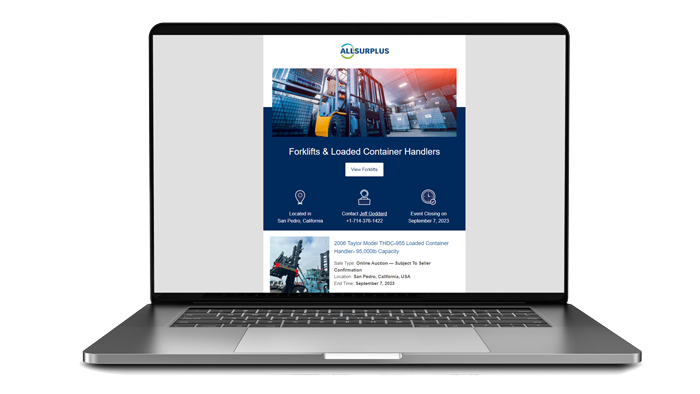 ALLSURPLUS
Forklifts & Loaded Container Handlers
View Forklifts
Located in
San Pedro, California
Contact Jeff Goddard
+1-714-376-1422
Event Closing on
September 7, 2023
2006 Taylor Model THDC-955 Loaded Container
Handler- 95,000lb Capacity
Sale Type: Online Auction — Subject To Seller
Confirmation
Location: San Pedro, California, USA
End Time: September 7, 2023